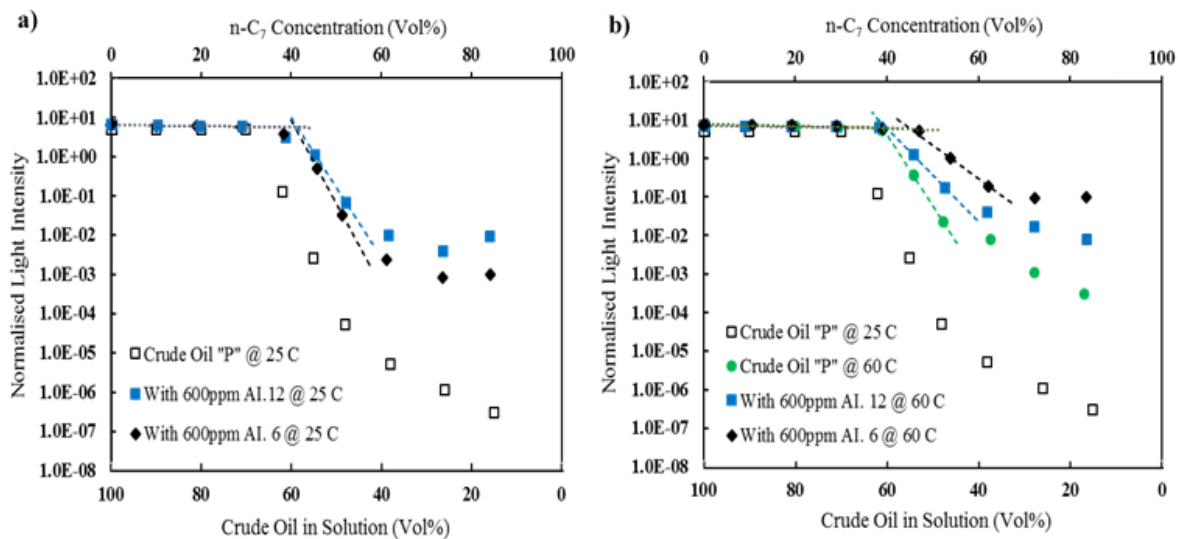 a)
n-C7 Concentration (Vol%)
0 20 40 60 80 100
1.0E+02
1.0E+01
1.0E+00
1.0E-01
1.0E-02
1.0E-03
1.0E-04
1.0E-05
1.0E-06
1.0E-07
1.0E-08
Normalised Light Intensity
Crude Oil "P" @ 25 C
With 600ppm AI.12 @ 25 C
With 600ppm AI. 6 @ 25 C
100 80 60 40 20 0
Crude Oil in Solution (Vol%)
b)
n-C7 Concentration (Vol%)
0 20 40 60 80 100
1.0E+02
1.0E+01
1.0E+00
1.0E-01
1.0E-02
1.0E-03
1.0E-04
1.0E-05
1.0E-06
1.0E-07
1.0E-08
Normalised Light Intensity
Crude Oil "P" @ 25 C
Crude Oil "P" @ 60 C
With 600ppm AI. 12 @ 60 C
With 600ppm AI. 6 @ 60 C
100 80 60 40 20 0
Crude Oil in Solution (Vol%)